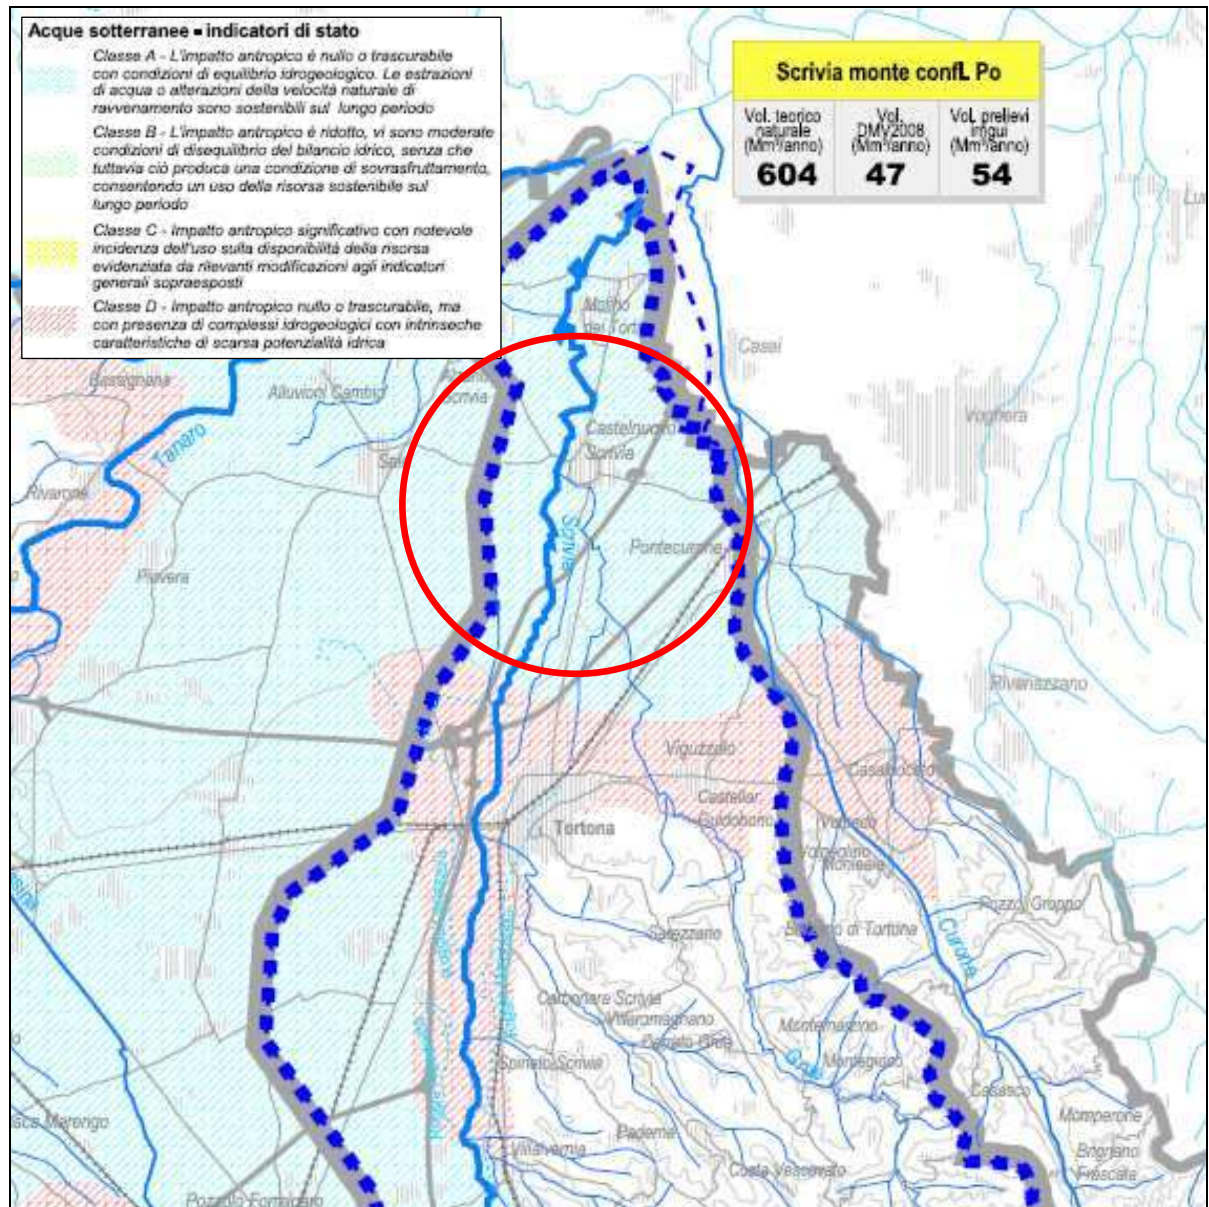 Acque sotterranee - indicatori di stato
Classe A - L'impatto antropico è nullo o trascurabile
con condizioni di equilibrio idrogeologico. Le estrazioni
di acqua o alterazioni della velocità naturale di
ravvenamento sono sostenibili sul lungo periodo
Classe B - L'impatto antropico è ridotto, vi sono moderate
condizioni di disequilibrio del bilancio idrico, senza che
tuttavia ciò produca una condizione di sovrasfruttamento,
consentendo un uso della risorsa sostenibile sul
lungo periodo
Classe C - Impatto antropico significativo con notevole
incidenza dell'uso sulla disponibilità della risorsa
evidenziata da rilevanti modificazioni agli indicatori
generali sopraesposti
Classe D - Impatto antropico nullo o trascurabile, ma
con presenza di complessi idrogeologici con intrinseche
caratteristiche di scarsa potenzialità idrica
Scrivia monte confl. Po
Vol. teorico
naturale
(Mm³/anno)
604
Vol.
DMV2008
(Mm³/anno)
47
Vol. prelievi
irrigui
(Mm³/anno)
54
Molino
dei Torti
Casei
Bassignana
Alluvioni Cambiò
Scrivia
Voghera
Castelnuovo
Scrivia
Tanaro
Rivarone
Scrivia
Pontecurone
Piovera
Rivanazzano
Viguzzolo
Casalnoceto
Castellar
Guidobono
Tortona
Volpedo
Volpeglino
Monleale
Pozzol Groppo
Sarezzano
Brignano di Tortona
Curone
Carbonara Scrivia
Villaromagnano
Montemarzino
Spineto Scrivia
Montegioco
Grue
Casasco
Momperone
Paderna
Villalvernia
Costa Vescovato
Brignano
Frascata
Pozzolo Formigaro